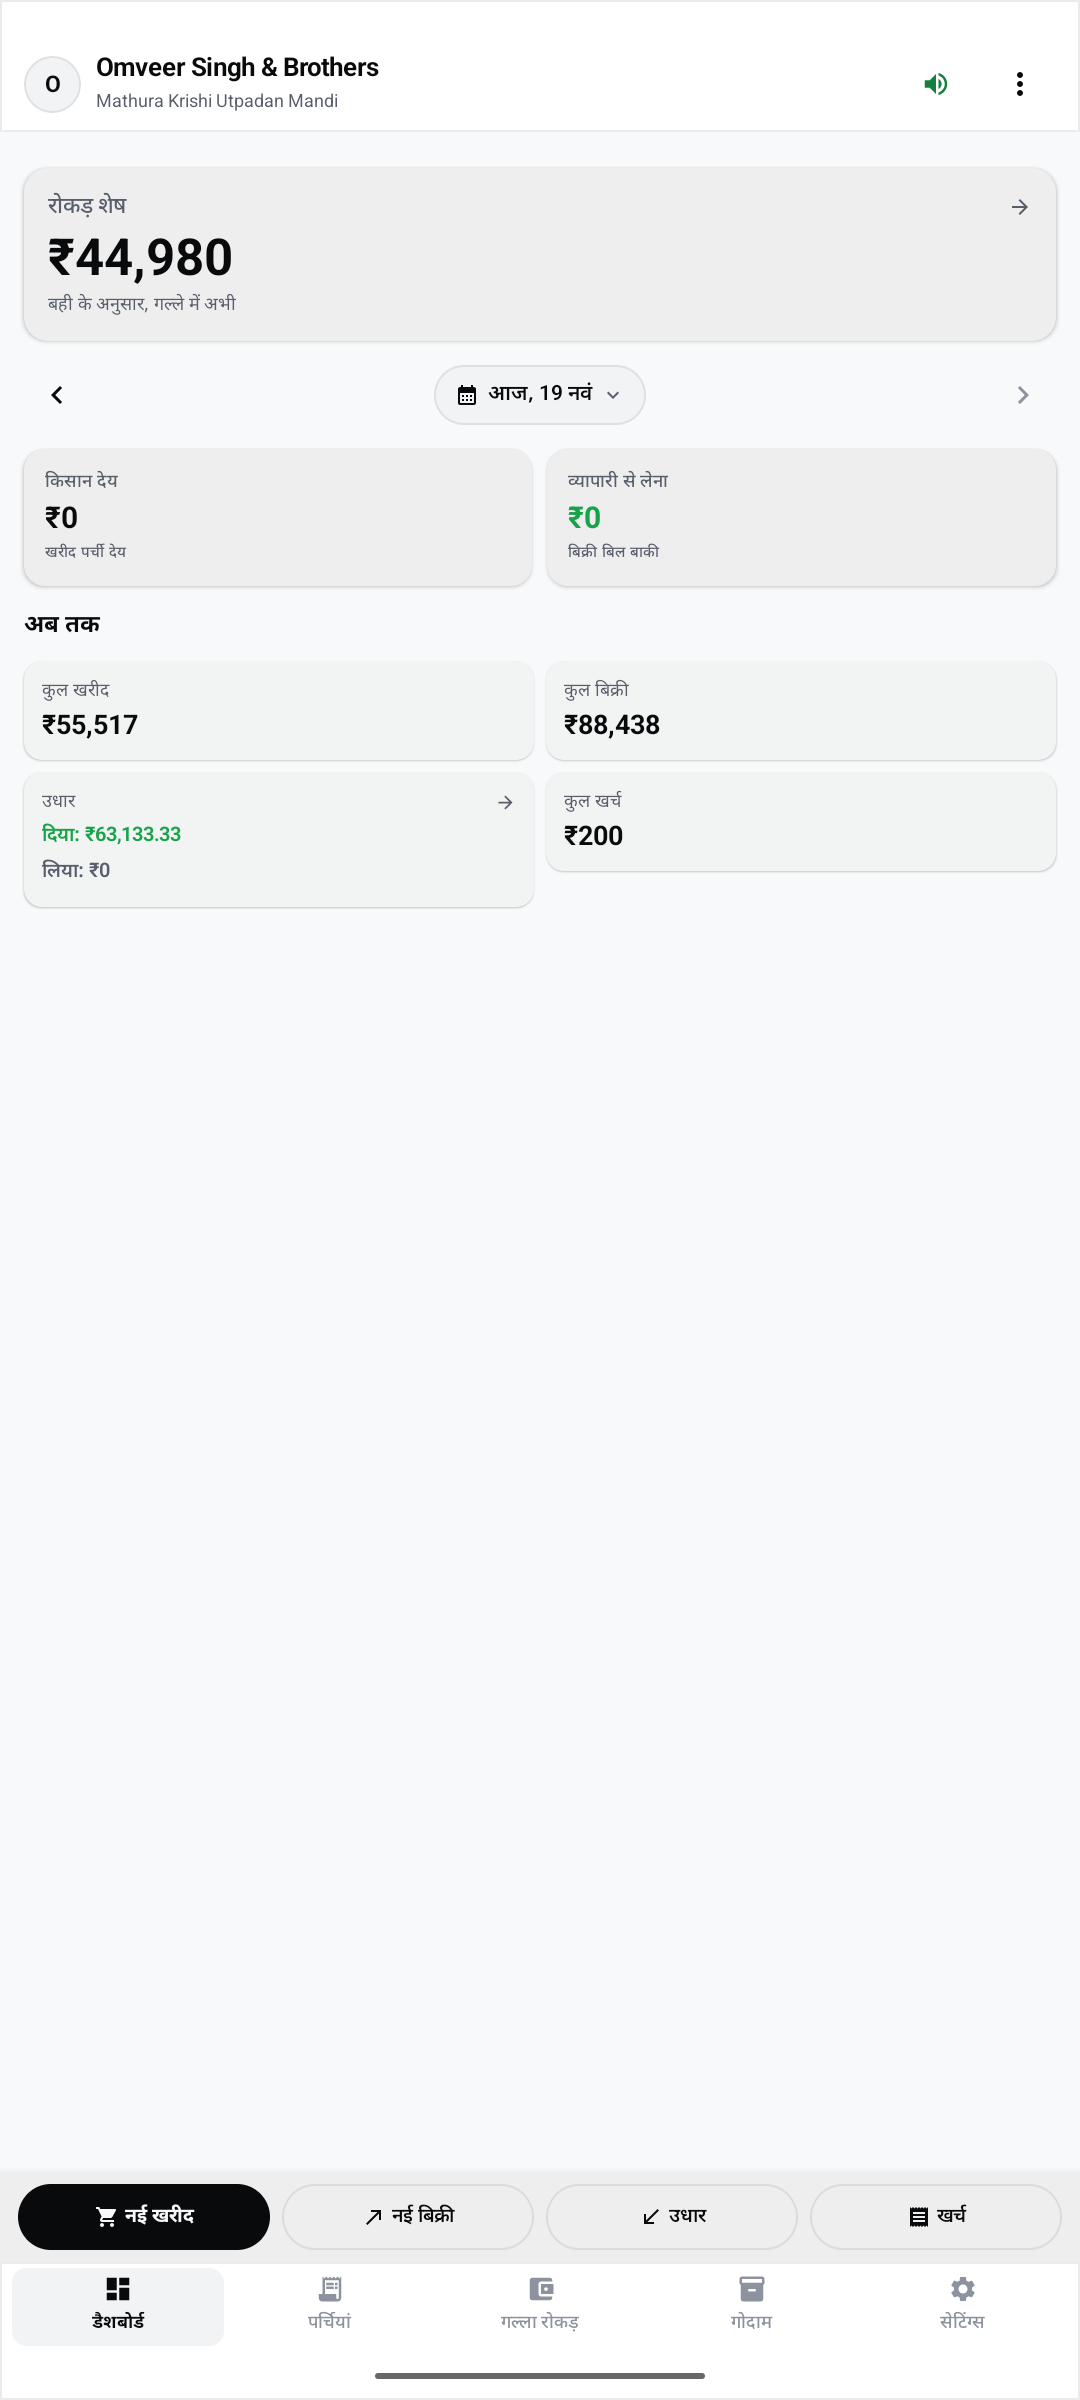 O
Omveer Singh & Brothers
Mathura Krishi Utpadan Mandi
रोकड़ शेष
₹44,980
बही के अनुसार, गल्ले में अभी
आज, 19 नवं
किसान देय
₹0
खरीद पर्ची देय
व्यापारी से लेना
₹0
बिक्री बिल बाकी
अब तक
कुल खरीद
₹55,517
कुल बिक्री
₹88,438
उधार
दिया: ₹63,133.33
लिया: ₹0
कुल खर्च
₹200
नई खरीद
नई बिक्री
उधार
खर्च
डैशबोर्ड
पर्चियां
गल्ला रोकड़
गोदाम
सेटिंग्स